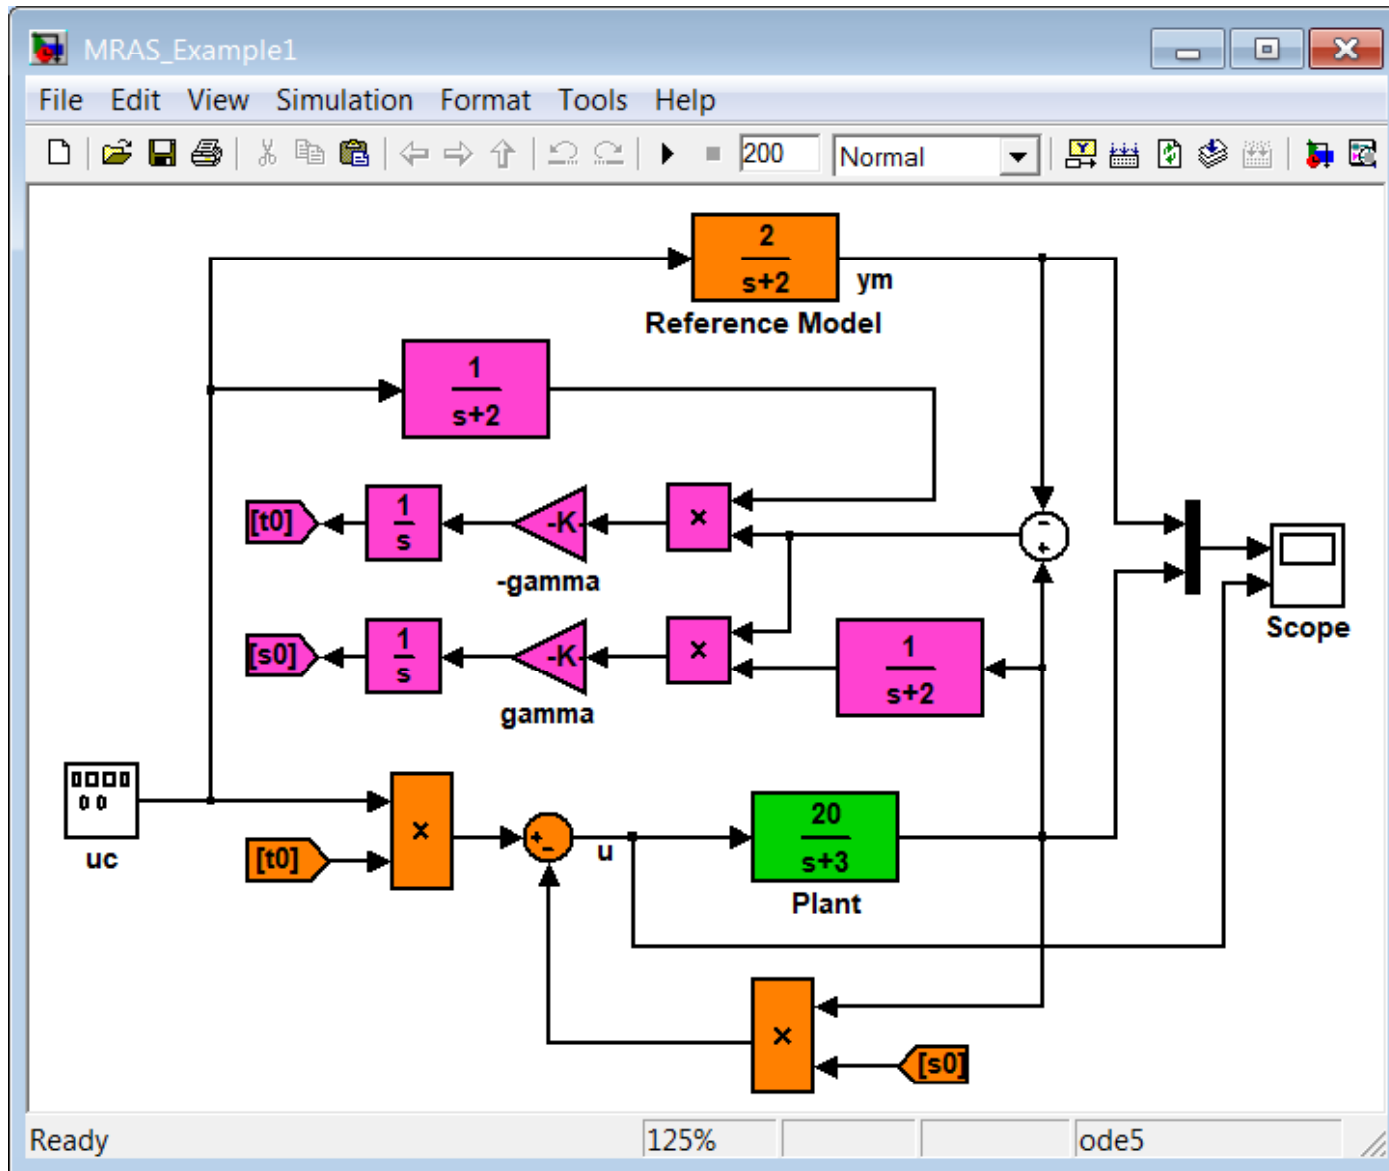 MRAS_Example1
File Edit View Simulation Format Tools Help
200 Normal
2
s+2
ym
Reference Model
1
s+2
[t0]
1
s
-K-
×
-
+
-gamma
[s0]
1
s
-K-
×
1
s+2
Scope
gamma
uc
[t0]
×
+
-
u
20
s+3
Plant
×
[s0]
Ready 125% ode5